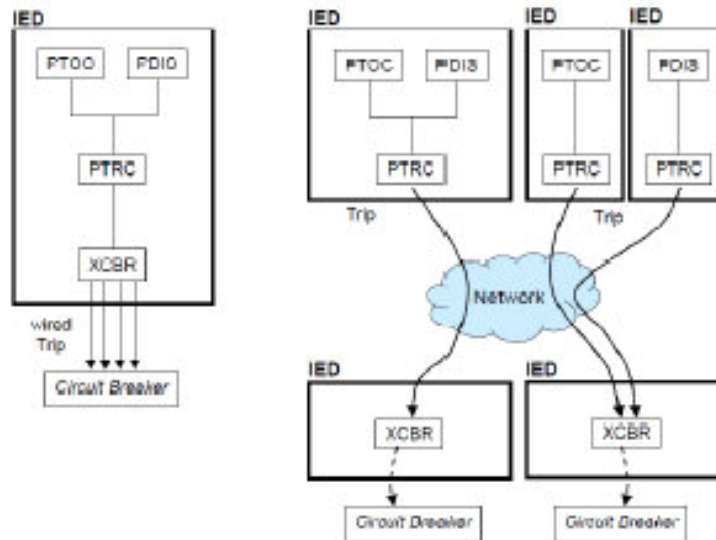 IED
PTOC
PDIS
PTRC
XCBR
wired
Trip
Circuit Breaker
IED
PTOC
PDIS
PTRC
Trip
IED
PTOC
PTRC
Trip
IED
PDIS
PTRC
Network
IED
XCBR
Circuit Breaker
IED
XCBR
Circuit Breaker